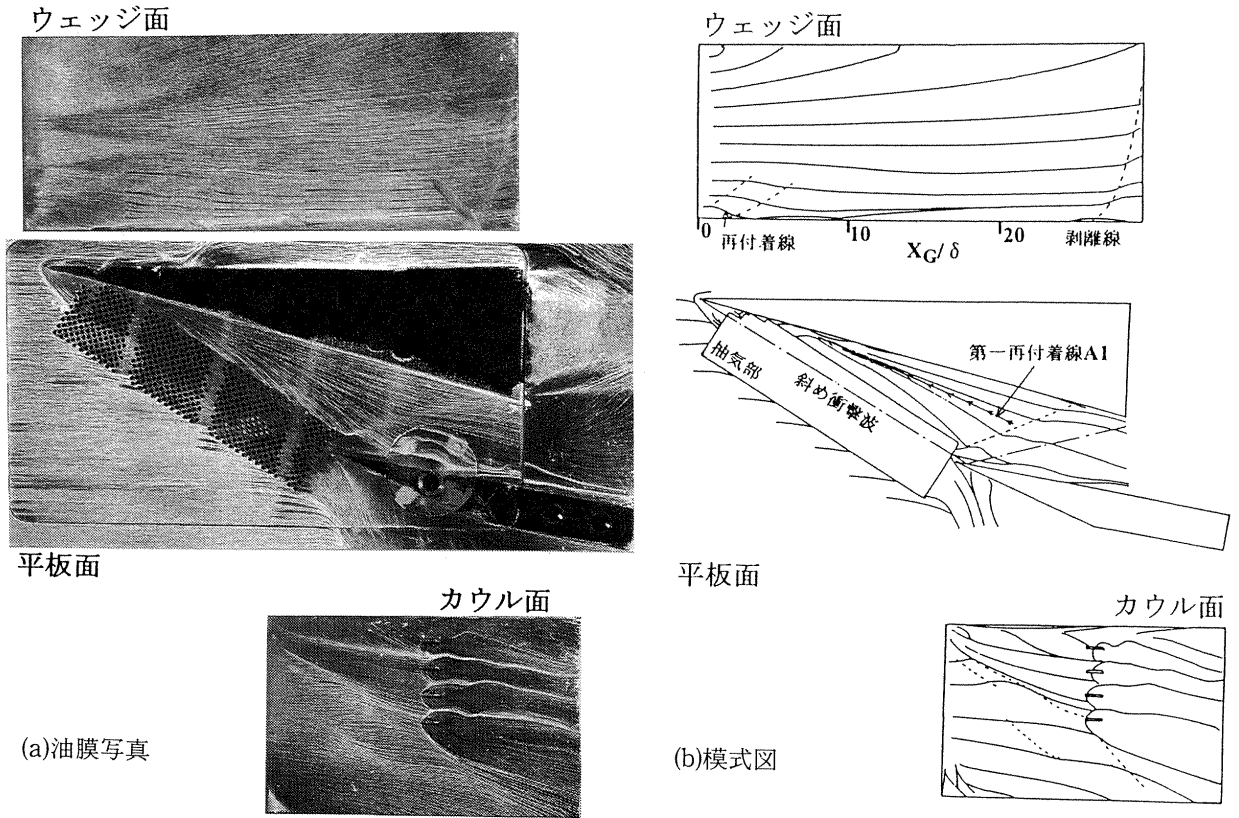 ウェッジ面
平板面
カウル面
(a)油膜写真
ウェッジ面
0
10
20
再付着線
X_G/δ
剥離線
第一再付着線A1
抽気部
斜め衝撃波
平板面
カウル面
(b)模式図